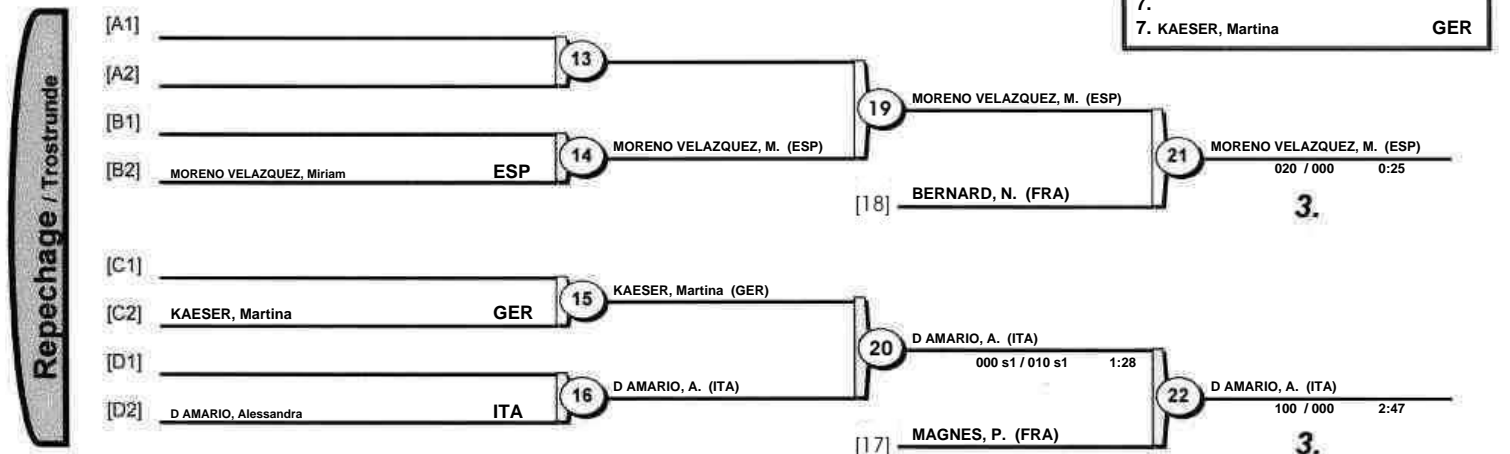 7.
7. KAESER, Martina GER
Repechage / Trostrunde
[A1]
13
[A2]
19 MORENO VELAZQUEZ, M. (ESP)
[B1]
14 MORENO VELAZQUEZ, M. (ESP)
21 MORENO VELAZQUEZ, M. (ESP)
020 / 000 0:25
[B2] MORENO VELAZQUEZ, Miriam ESP
[18] BERNARD, N. (FRA)
3.
[C1]
15 KAESER, Martina (GER)
[C2] KAESER, Martina GER
20 D AMARIO, A. (ITA)
000 s1 / 010 s1 1:28
[D1]
16 D AMARIO, A. (ITA)
22 D AMARIO, A. (ITA)
100 / 000 2:47
[D2] D AMARIO, Alessandra ITA
[17] MAGNES, P. (FRA)
3.